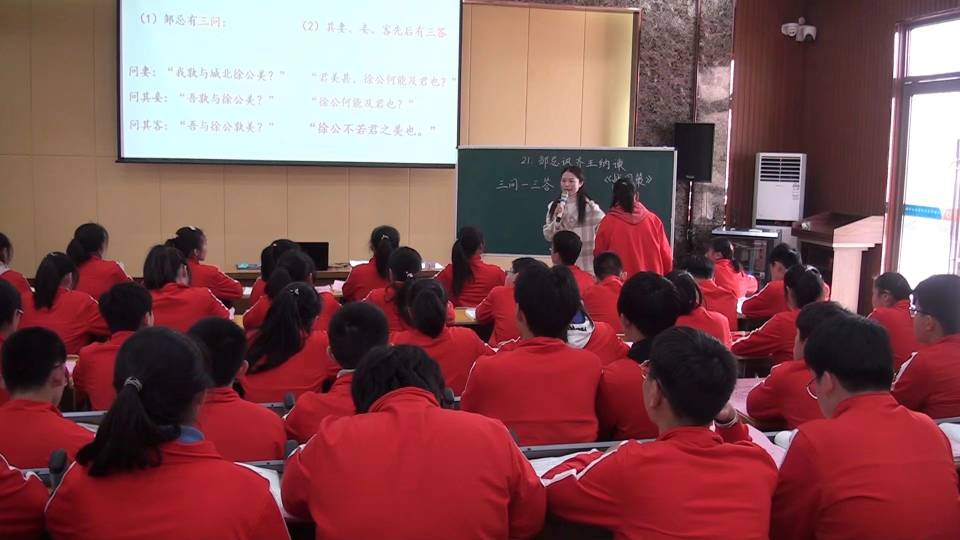 (1) 邹忌有三问：
(2) 其妻、妾、客先后有三答
问妻：“我孰与城北徐公美？” “君美甚，徐公何能及君也？”
问其妾：“吾孰与徐公美？” “徐公何能及君也？”
问其客：“吾与徐公孰美？” “徐公不若君之美也。”
21. 邹忌讽齐王纳谏
三问一三答 《战国策》